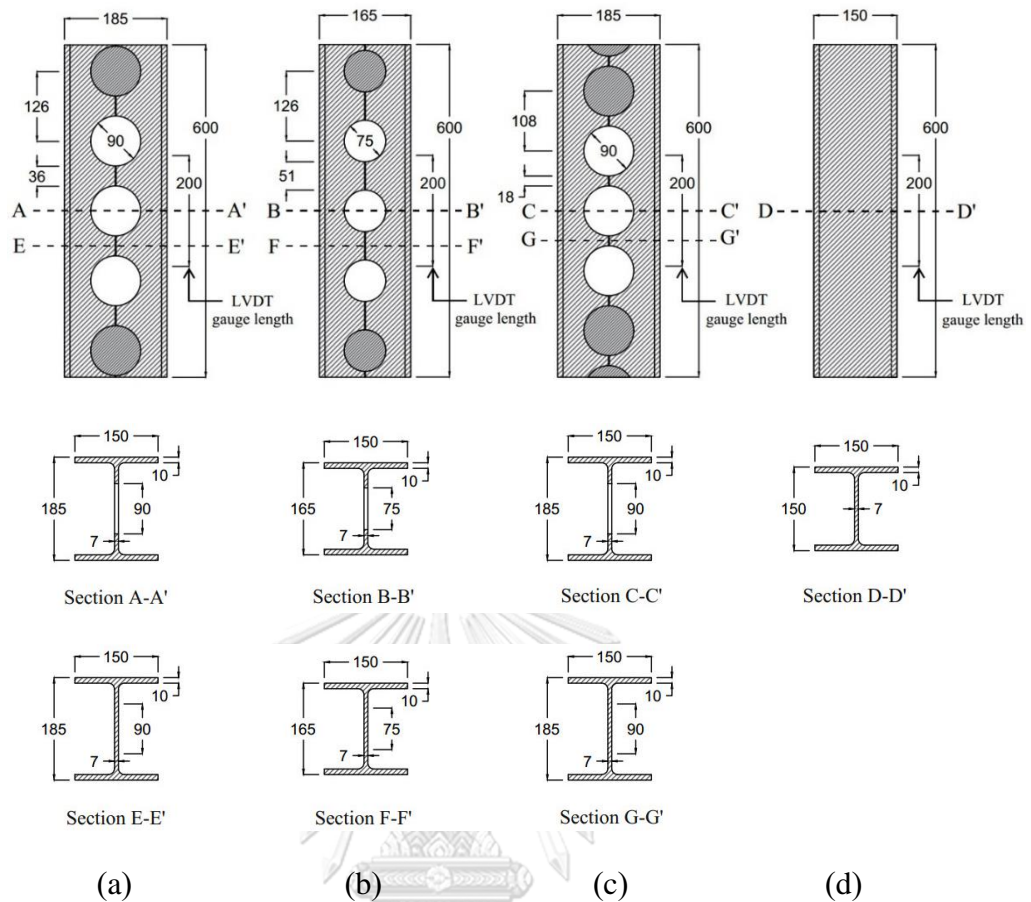 185
165
185
150
126
90
36
600
200
A
A'
E
E'
LVDT
gauge length
126
75
51
600
200
B
B'
F
F'
LVDT
gauge length
108
90
18
600
200
C
C'
G
G'
LVDT
gauge length
600
200
D
D'
LVDT
gauge length
150
185
10
90
7
Section A-A'
150
165
10
75
7
Section B-B'
150
185
10
90
7
Section C-C'
150
150
10
7
Section D-D'
150
185
10
90
7
Section E-E'
150
165
10
75
7
Section F-F'
150
185
10
90
7
Section G-G'
(a) (b) (c) (d)